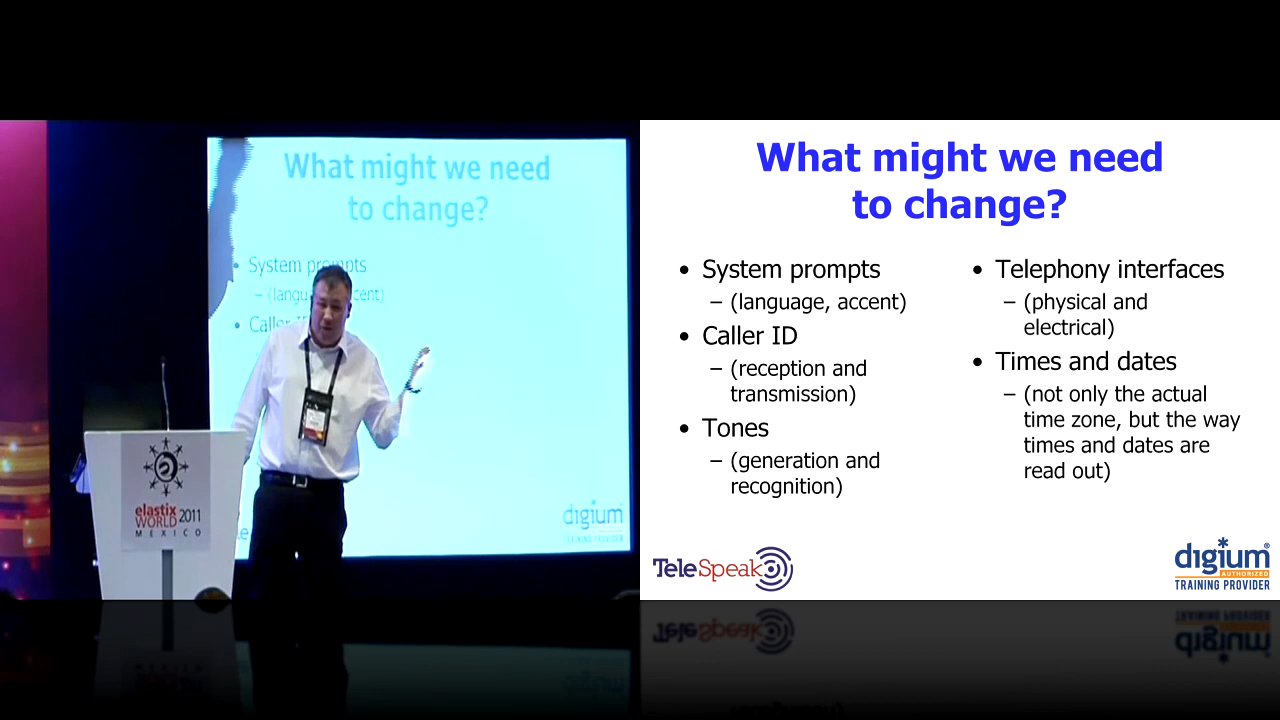 What might we need
to change?
System prompts
(langu
cent)
Caller
elastix
WORLD 2011
MEXICO
digium
TRAINING PROVIDER
What might we need
to change?
• System prompts
– (language, accent)
• Caller ID
– (reception and
transmission)
• Tones
– (generation and
recognition)
• Telephony interfaces
– (physical and
electrical)
• Times and dates
– (not only the actual
time zone, but the way
times and dates are
read out)
TeleSpeak
digium®
AUTHORIZED
TRAINING PROVIDER